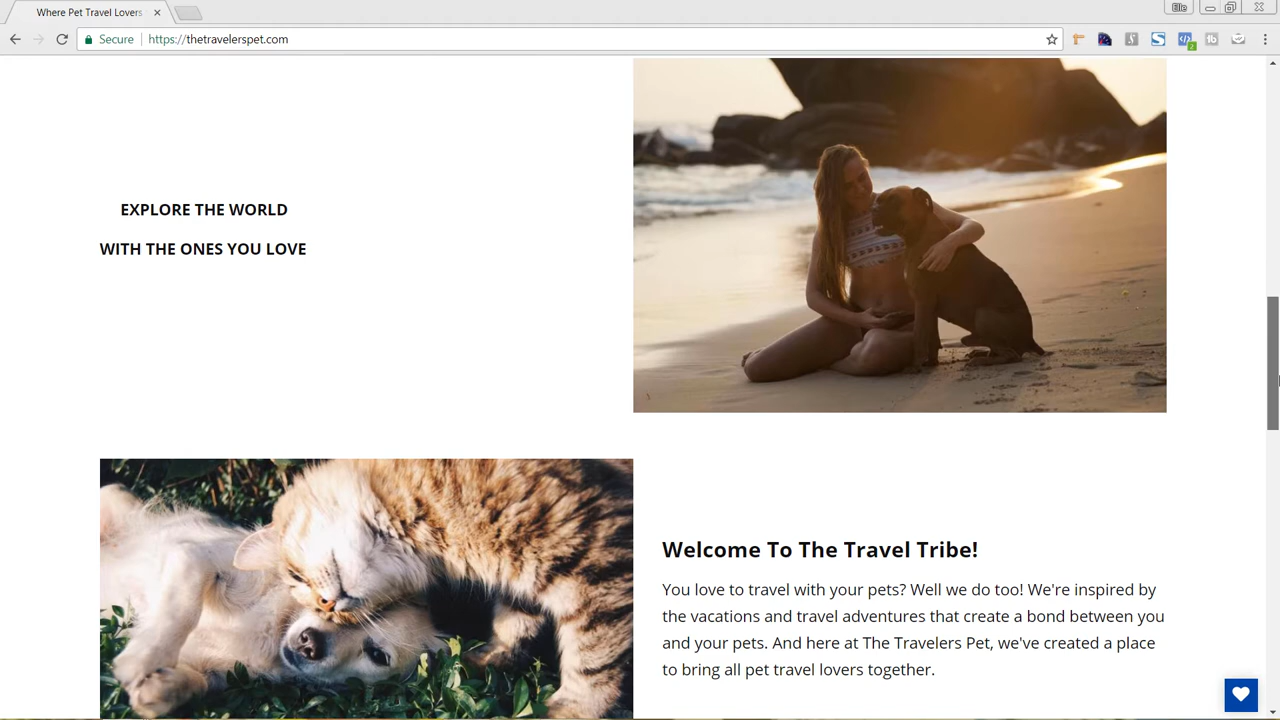 Where Pet Travel Lovers
Secure
https://thetravelerspet.com
2
EXPLORE THE WORLD
WITH THE ONES YOU LOVE
Welcome To The Travel Tribe!
You love to travel with your pets? Well we do too! We're inspired by
the vacations and travel adventures that create a bond between you
and your pets. And here at The Travelers Pet, we've created a place
to bring all pet travel lovers together.